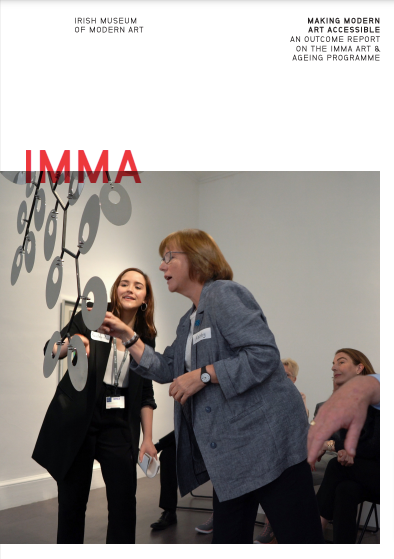 IRISH MUSEUM
OF MODERN ART
MAKING MODERN
ART ACCESSIBLE
AN OUTCOME REPORT
ON THE IMMA ART &
AGEING PROGRAMME
IMMA